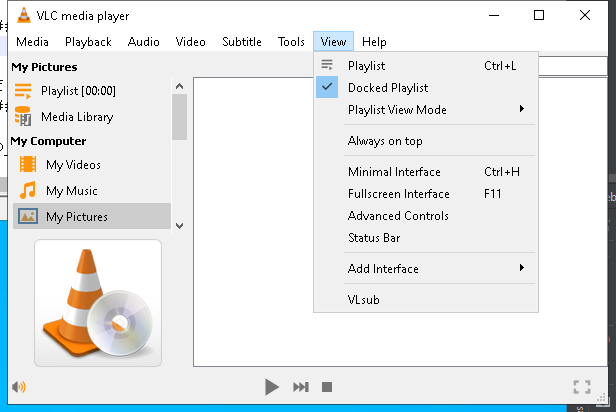 VLC media player
Media Playback Audio Video Subtitle Tools View Help
My Pictures
Playlist [00:00]
Media Library
My Computer
My Videos
My Music
My Pictures
Playlist Ctrl+L
Docked Playlist
Playlist View Mode
Always on top
Minimal Interface Ctrl+H
Fullscreen Interface F11
Advanced Controls
Status Bar
Add Interface
VLsub